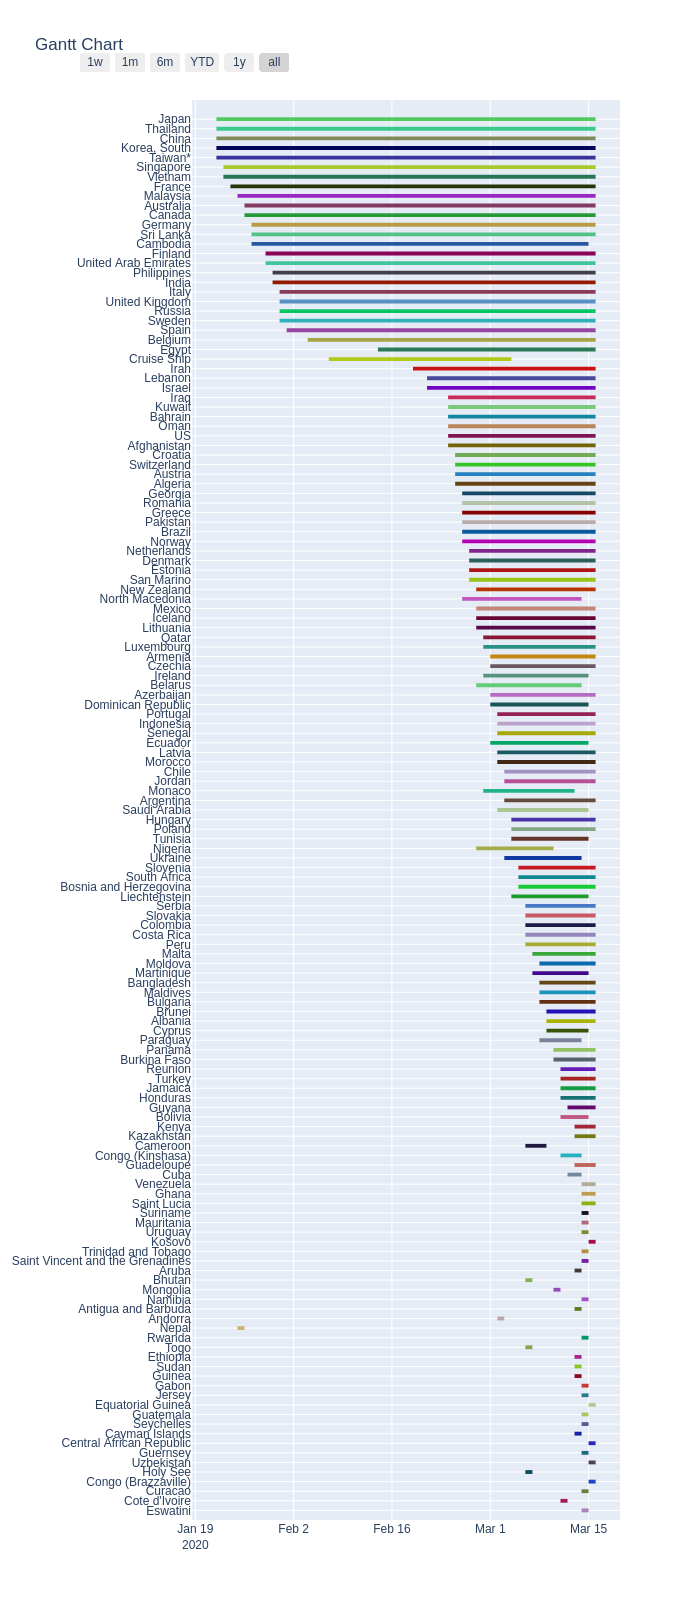 Gantt Chart
1w 1m 6m YTD 1y all
Japan
Thailand
China
Korea, South
Taiwan*
Singapore
Vietnam
France
Malaysia
Australia
Canada
Germany
Sri Lanka
Cambodia
Finland
United Arab Emirates
Philippines
India
Italy
United Kingdom
Russia
Sweden
Spain
Belgium
Egypt
Cruise Ship
Iran
Lebanon
Israel
Iraq
Kuwait
Bahrain
Oman
US
Afghanistan
Croatia
Switzerland
Austria
Algeria
Georgia
Romania
Greece
Pakistan
Brazil
Norway
Netherlands
Denmark
Estonia
San Marino
New Zealand
North Macedonia
Mexico
Iceland
Lithuania
Qatar
Luxembourg
Armenia
Czechia
Ireland
Belarus
Azerbaijan
Dominican Republic
Portugal
Indonesia
Senegal
Ecuador
Latvia
Morocco
Chile
Jordan
Monaco
Argentina
Saudi Arabia
Hungary
Poland
Tunisia
Nigeria
Ukraine
Slovenia
South Africa
Bosnia and Herzegovina
Liechtenstein
Serbia
Slovakia
Colombia
Costa Rica
Peru
Malta
Moldova
Martinique
Bangladesh
Maldives
Bulgaria
Brunei
Albania
Cyprus
Paraguay
Panama
Burkina Faso
Reunion
Turkey
Jamaica
Honduras
Guyana
Bolivia
Kenya
Kazakhstan
Cameroon
Congo (Kinshasa)
Guadeloupe
Cuba
Venezuela
Ghana
Saint Lucia
Suriname
Mauritania
Uruguay
Kosovo
Trinidad and Tobago
Saint Vincent and the Grenadines
Aruba
Bhutan
Mongolia
Namibia
Antigua and Barbuda
Andorra
Nepal
Rwanda
Togo
Ethiopia
Sudan
Guinea
Gabon
Jersey
Equatorial Guinea
Guatemala
Seychelles
Cayman Islands
Central African Republic
Guernsey
Uzbekistan
Holy See
Congo (Brazzaville)
Curacao
Cote d'Ivoire
Eswatini
Jan 19 Feb 2 Feb 16 Mar 1 Mar 15
2020